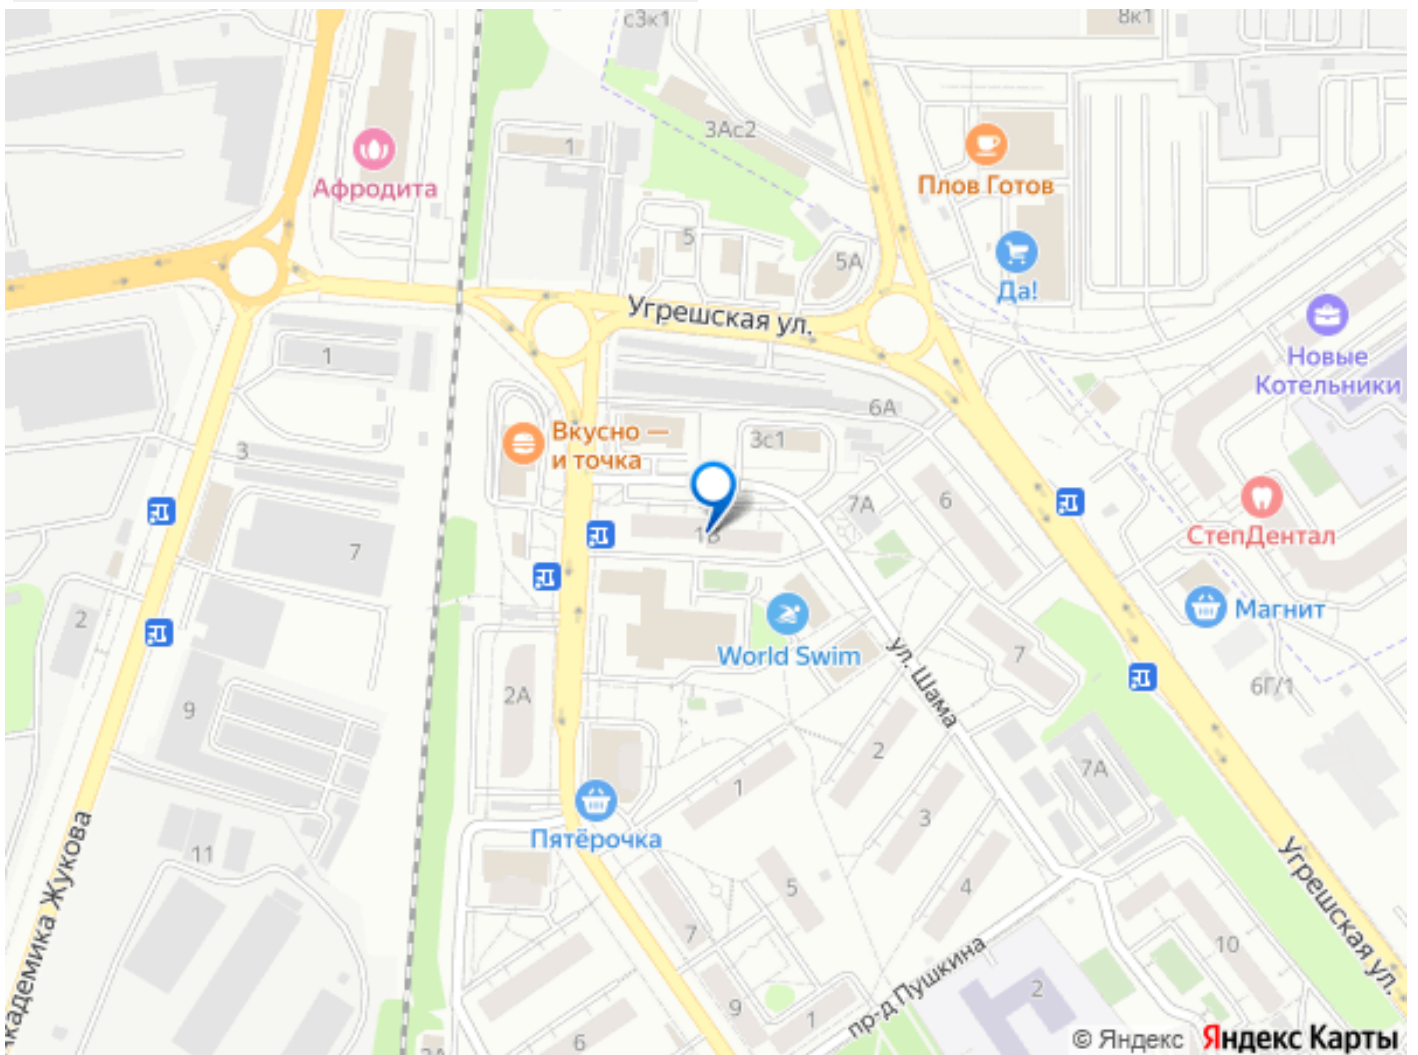 с3к1
8к1
3Ас2
1
Афродита
Плов Готов
5
5А
Да!
Угрешская ул.
Новые
Котельники
1
6А
Вкусно —
и точка
3с1
3
7А
6
СтепДентал
7
Магнит
2
World Swim
ул. Шама
7
6Г/1
2А
9
2
1
7А
3
Пятёрочка
11
5
4
Угрешская ул.
Академика Жукова
7
10
пр-д Пушкина
2
9
1
6
© Яндекс Яндекс Карты